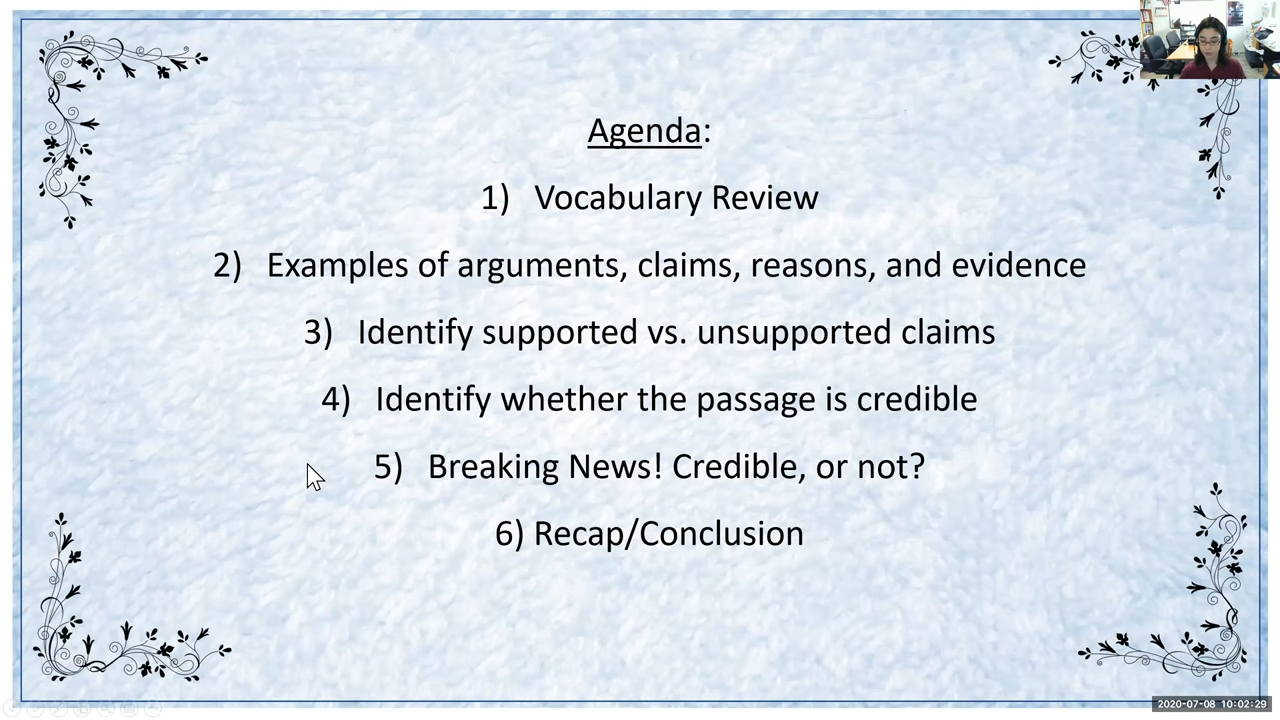 Agenda:
1) Vocabulary Review
2) Examples of arguments, claims, reasons, and evidence
3) Identify supported vs. unsupported claims
4) Identify whether the passage is credible
5) Breaking News! Credible, or not?
6) Recap/Conclusion
2020-07-08 10:02:29